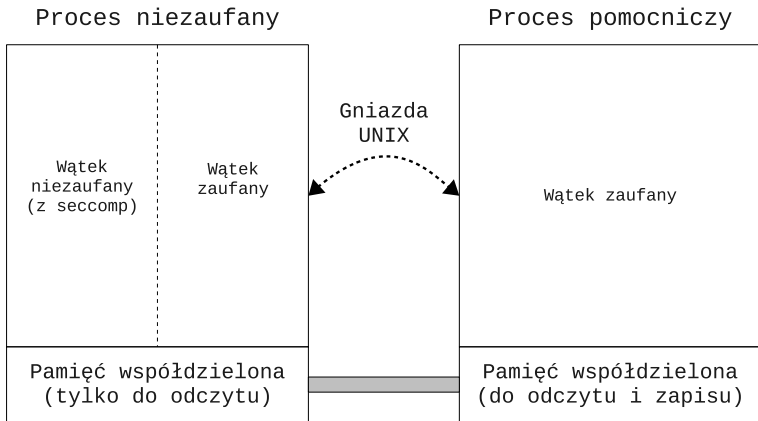 Proces niezaufany
Proces pomocniczy
Gniazda
UNIX
Wątek
niezaufany
(z seccomp)
Wątek
zaufany
Wątek zaufany
Pamięć współdzielona
(tylko do odczytu)
Pamięć współdzielona
(do odczytu i zapisu)